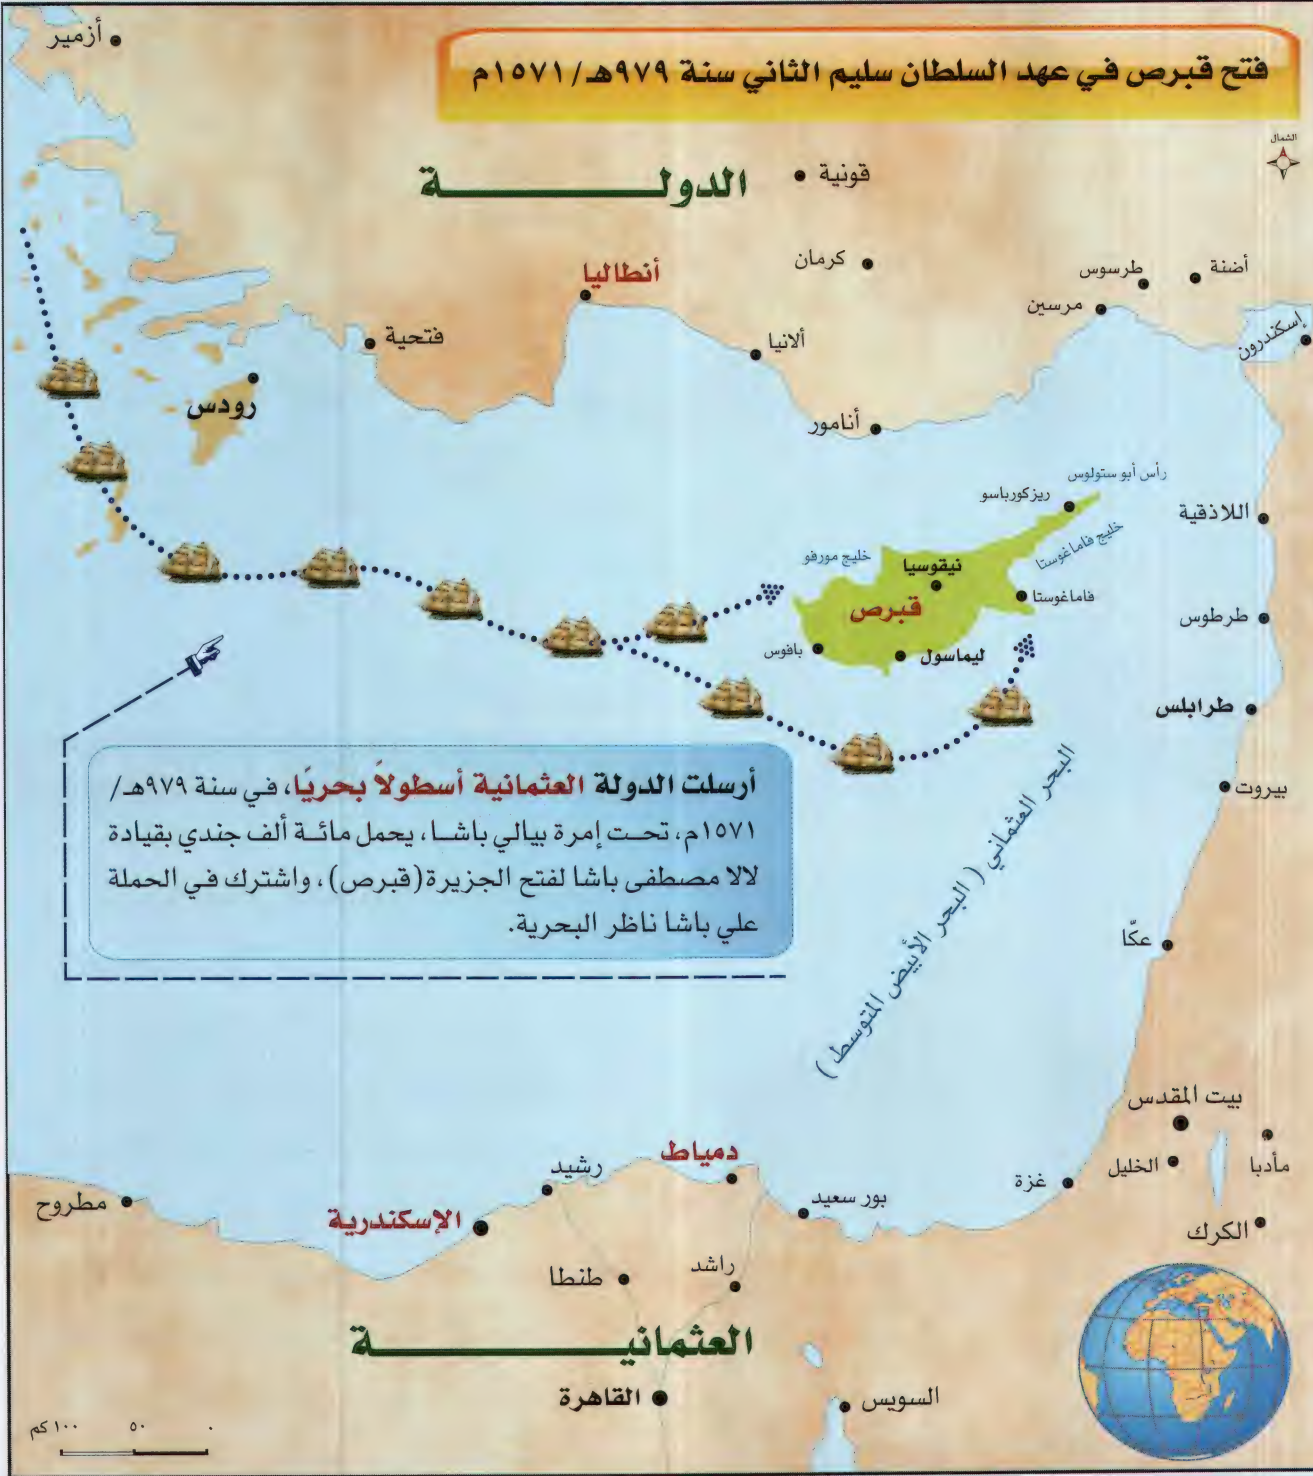 فتح قبرص في عهد السلطان سليم الثاني سنة ٩٧٩هـ/ ١٥٧١م
الشمال
أزمير
الدولـــــة
قونية
أنطاليا
كرمان
طرسوس
أضنة
مرسين
إسكندرون
فتحية
ألانيا
رودس
أنامور
رأس أبو ستولوس
ريزكورباسو
خليج فاماغوستا
اللاذقية
خليج مورفو
نيقوسيا
قبرص
فاماغوستا
طرطوس
بافوس
ليماسول
طرابلس
أرسلت الدولة العثمانية أسطولاً بحريًا، في سنة ٩٧٩هـ/
١٥٧١م، تحـت إمرة بيالي باشـا، يحمل مائـة ألف جندي بقيادة
لالا مصطفى باشا لفتح الجزيرة(قبرص)، واشترك في الحملة
علي باشا ناظر البحرية.
البحر العثماني ( البحر الأبيض المتوسط )
بيروت
عكّا
بيت المقدس
مأدبا
الخليل
غزة
الكرك
دمياط
رشيد
بور سعيد
الإسكندرية
مطروح
راشد
طنطا
العثمانيـــــة
القاهرة
السويس
٠ ٥٠ ١٠٠ كم